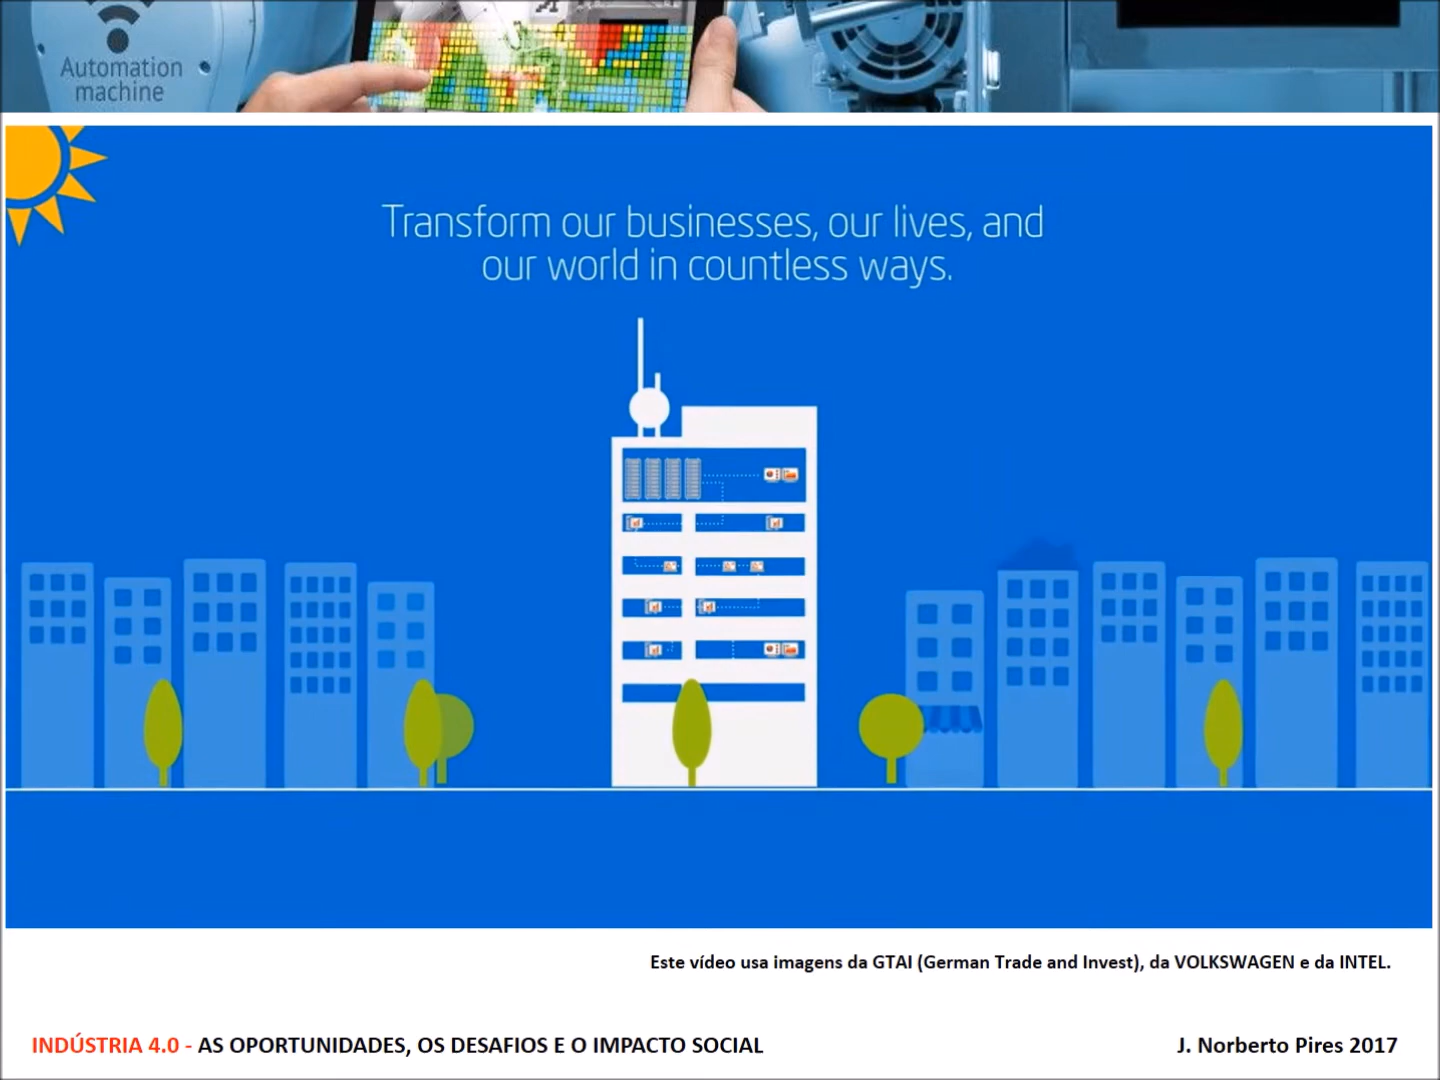 Automation
machine
Transform our businesses, our lives, and
our world in countless ways.
Este vídeo usa imagens da GTAI (German Trade and Invest), da VOLKSWAGEN e da INTEL.
INDÚSTRIA 4.0 - AS OPORTUNIDADES, OS DESAFIOS E O IMPACTO SOCIAL
J. Norberto Pires 2017